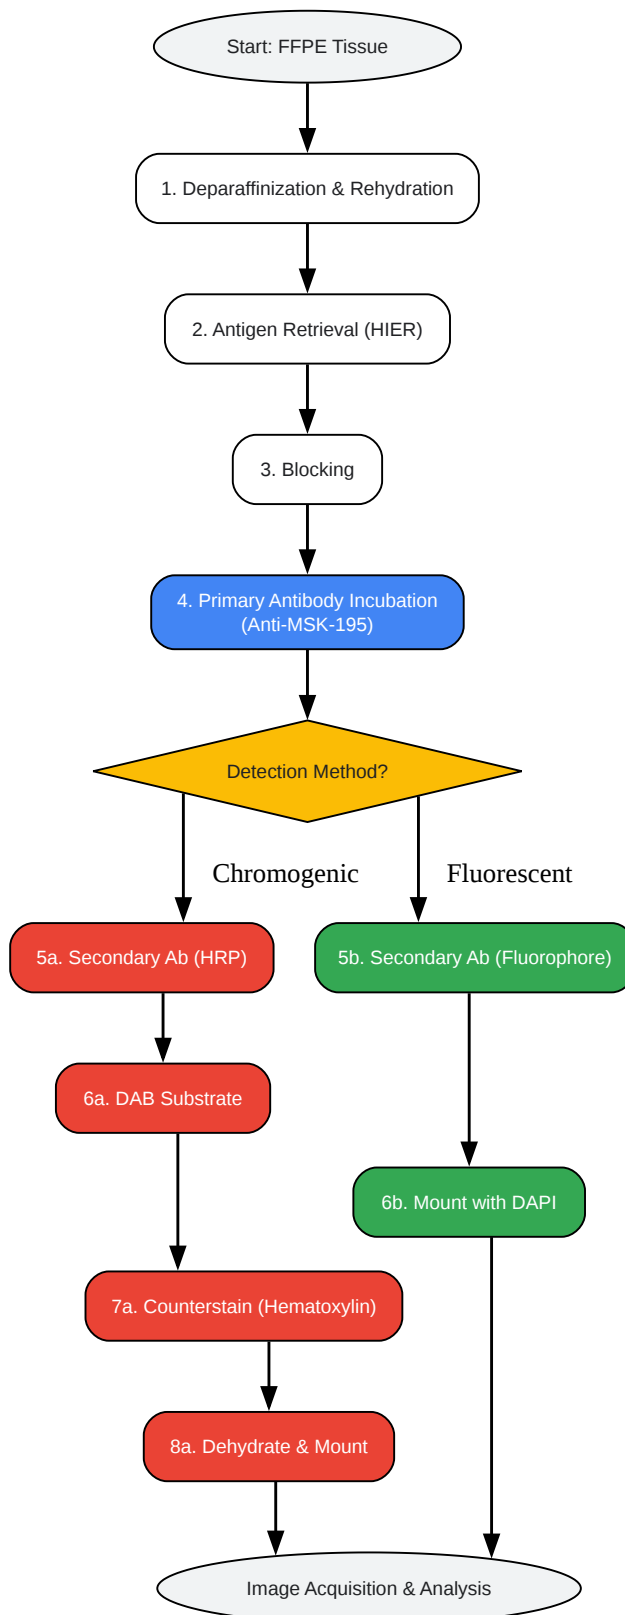 Start: FFPE Tissue
1. Deparaffinization & Rehydration
2. Antigen Retrieval (HIER)
3. Blocking
4. Primary Antibody Incubation
(Anti-MSK-195)
Detection Method?
Chromogenic
Fluorescent
5a. Secondary Ab (HRP)
5b. Secondary Ab (Fluorophore)
6a. DAB Substrate
6b. Mount with DAPI
7a. Counterstain (Hematoxylin)
8a. Dehydrate & Mount
Image Acquisition & Analysis